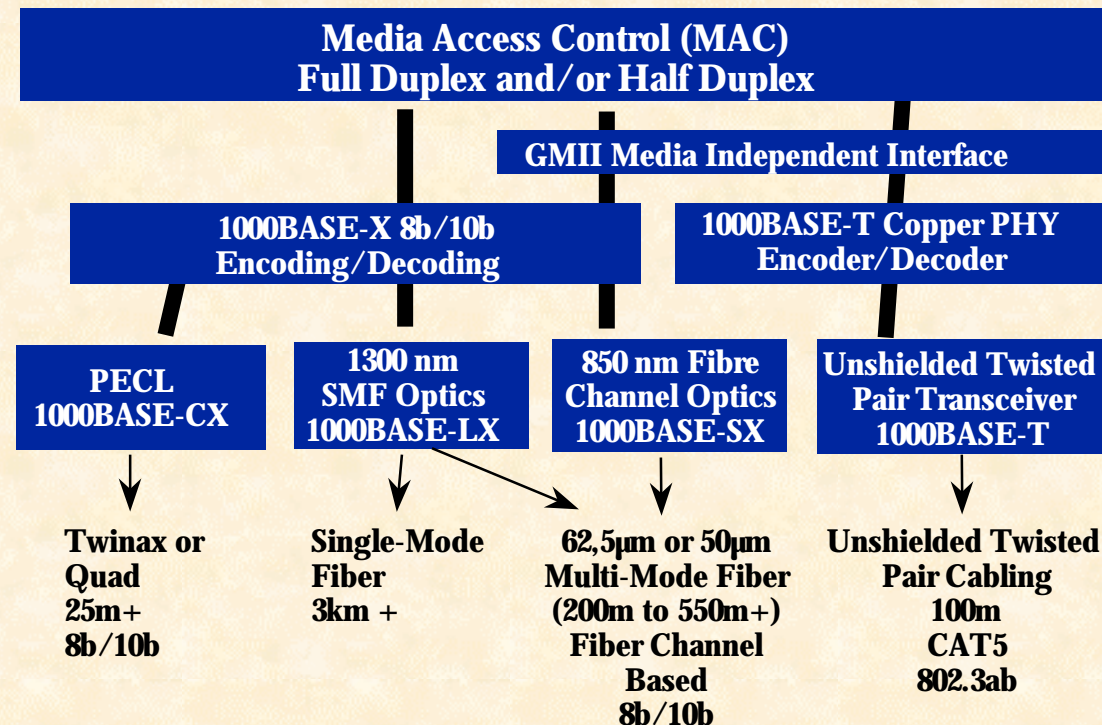 Media Access Control (MAC)
Full Duplex and/or Half Duplex
GMII Media Independent Interface
1000BASE-X 8b/10b
Encoding/Decoding
1000BASE-T Copper PHY
Encoder/Decoder
PECL
1000BASE-CX
1300 nm
SMF Optics
1000BASE-LX
850 nm Fibre
Channel Optics
1000BASE-SX
Unshielded Twisted
Pair Transceiver
1000BASE-T
Twinax or
Quad
25m+
8b/10b
Single-Mode
Fiber
3km +
62,5µm or 50µm
Multi-Mode Fiber
(200m to 550m+)
Fiber Channel
Based
8b/10b
Unshielded Twisted
Pair Cabling
100m
CAT5
802.3ab